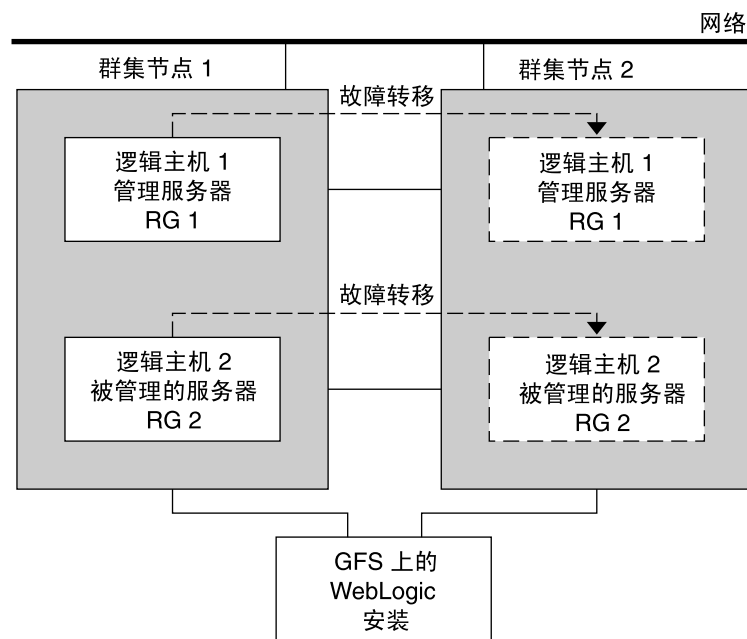 网络
群集节点 1
群集节点 2
故障转移
逻辑主机 1
管理服务器
RG 1
逻辑主机 1
管理服务器
RG 1
故障转移
逻辑主机 2
被管理的服务器
RG 2
逻辑主机 2
被管理的服务器
RG 2
GFS 上的
WebLogic
安装